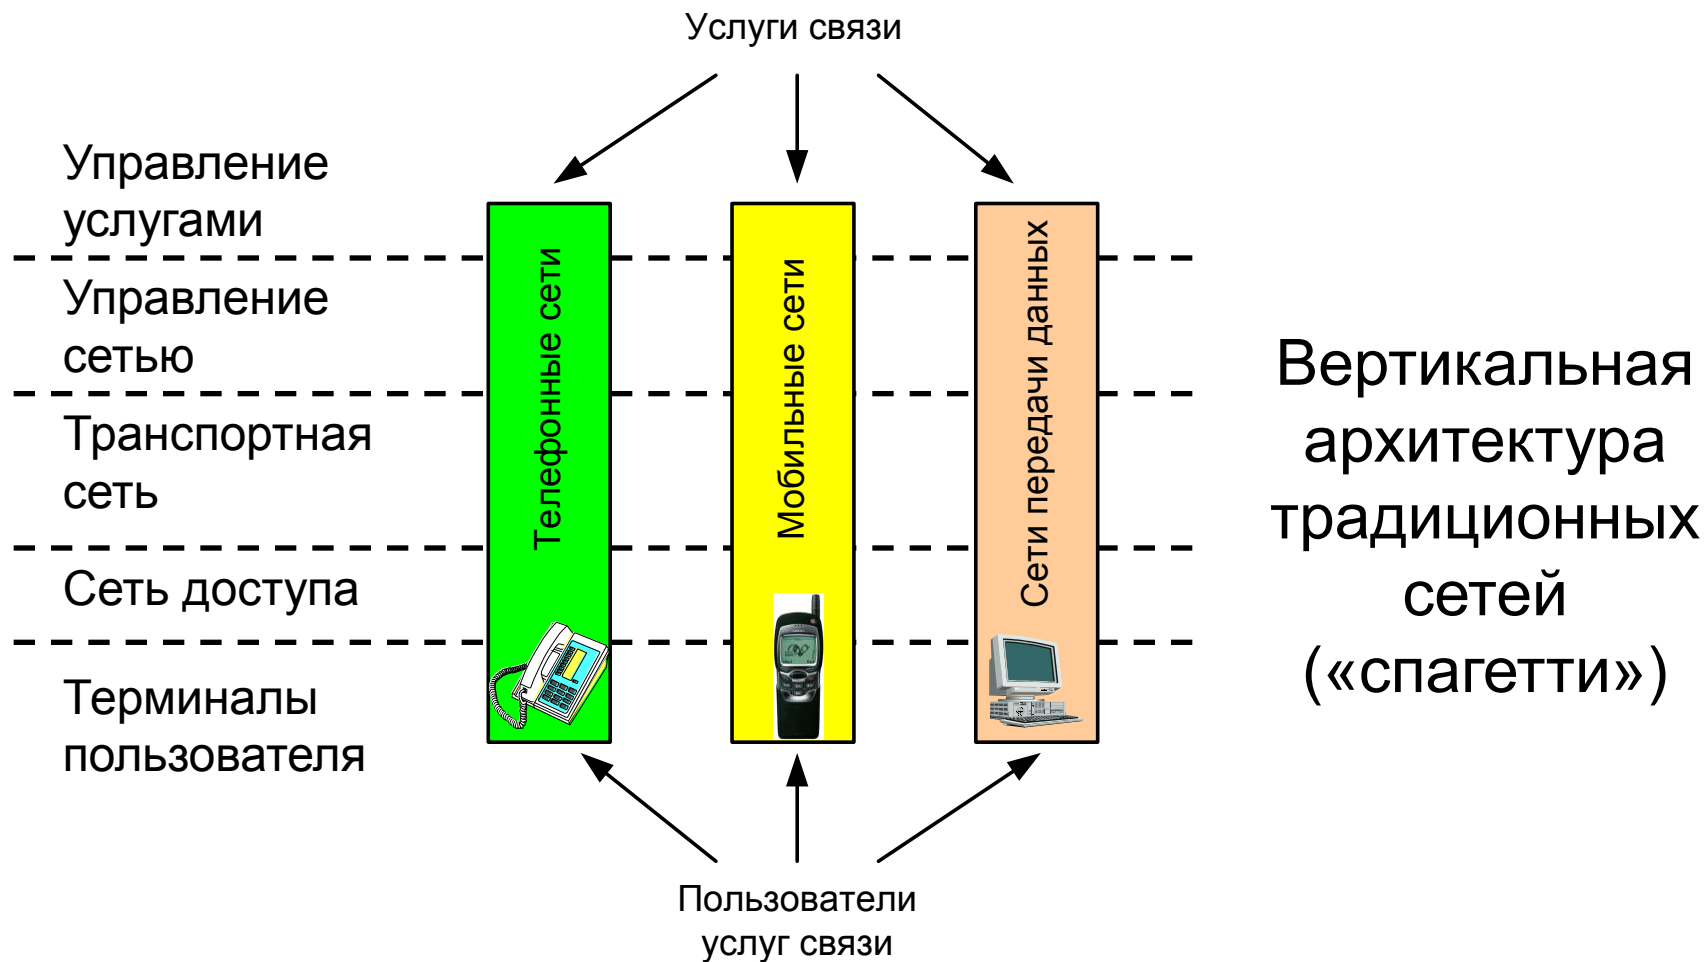 Услуги связи
Управление
услугами
Управление
сетью
Транспортная
сеть
Сеть доступа
Терминалы
пользователя
Телефонные сети
Мобильные сети
Сети передачи данных
Вертикальная
архитектура
традиционных
сетей
(«спагетти»)
Пользователи
услуг связи